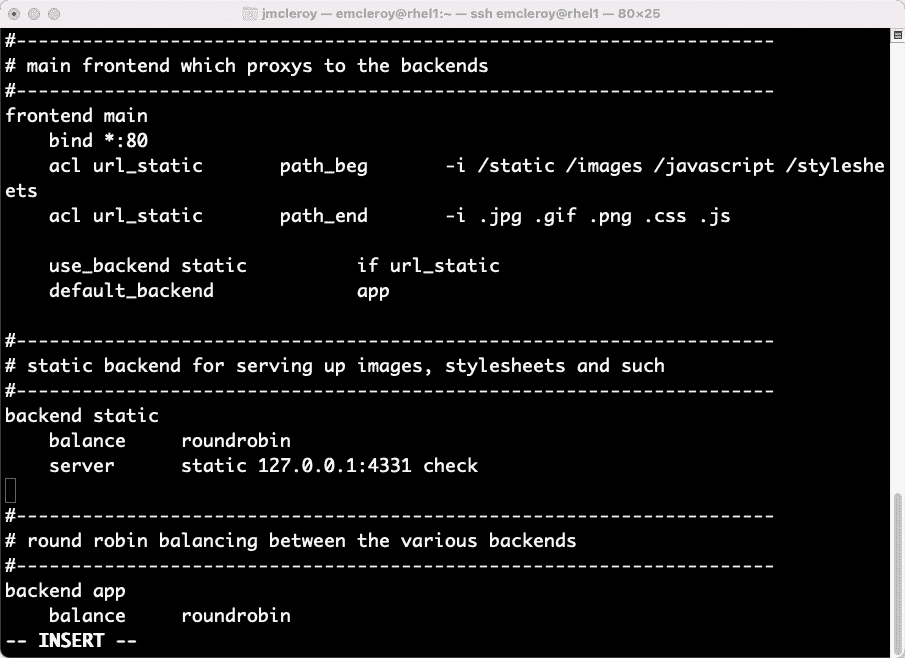 jmcleroy — emcleroy@rhel1:~ — ssh emcleroy@rhel1 — 80×25
#---------------------------------------------------------------------
# main frontend which proxys to the backends
#---------------------------------------------------------------------
frontend main
    bind *:80
    acl url_static       path_beg       -i /static /images /javascript /styleshe
ets
    acl url_static       path_end       -i .jpg .gif .png .css .js
    use_backend static          if url_static
    default_backend             app
#---------------------------------------------------------------------
# static backend for serving up images, stylesheets and such
#---------------------------------------------------------------------
backend static
    balance     roundrobin
    server      static 127.0.0.1:4331 check
#---------------------------------------------------------------------
# round robin balancing between the various backends
#---------------------------------------------------------------------
backend app
    balance     roundrobin
-- INSERT --